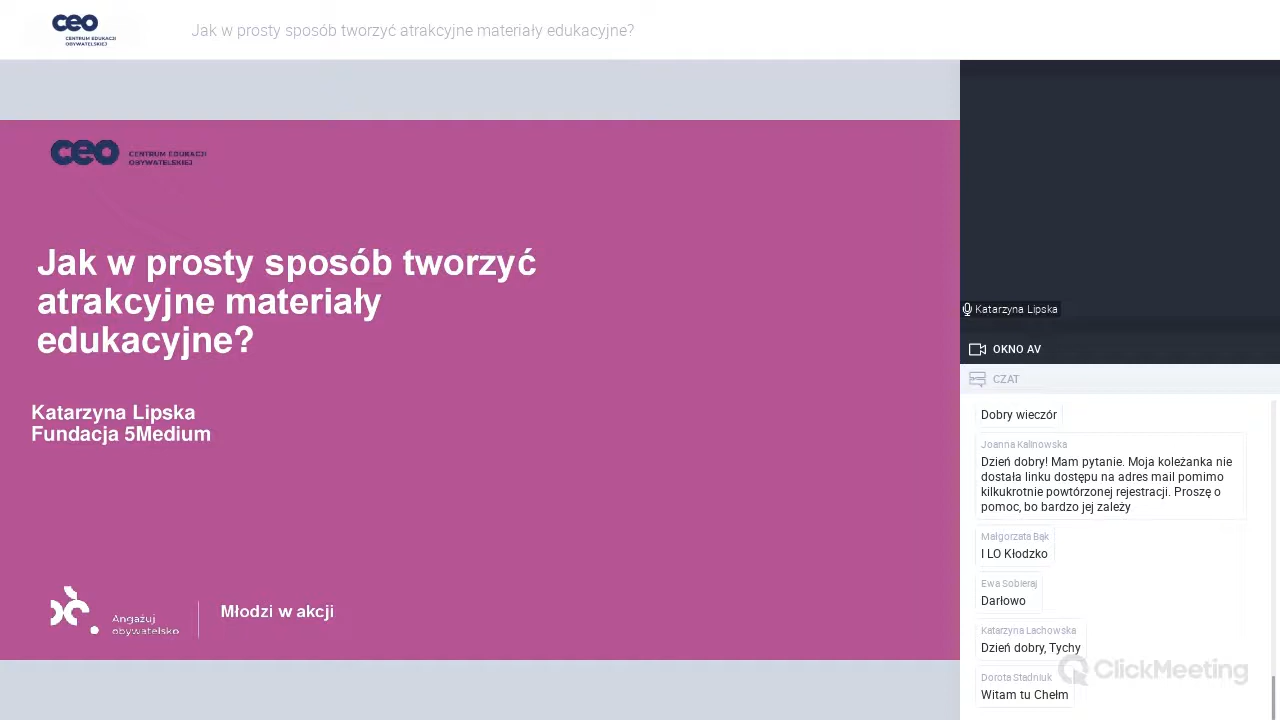 ceo
CENTRUM EDUKACJI
OBYWATELSKIEJ
Jak w prosty sposób tworzyć atrakcyjne materiały edukacyjne?
ceo
CENTRUM EDUKACJI
OBYWATELSKIEJ
Jak w prosty sposób tworzyć
atrakcyjne materiały
edukacyjne?
Katarzyna Lipska
Fundacja 5Medium
Angażuj
obywatelsko
Młodzi w akcji
Katarzyna Lipska
OKNO AV
CZAT
Dobry wieczór
Joanna Kalinowska
Dzień dobry! Mam pytanie. Moja koleżanka nie
dostała linku dostępu na adres mail pomimo
kilkukrotnie powtórzonej rejestracji. Proszę o
pomoc, bo bardzo jej zależy
Małgorzata Bąk
I LO Kłodzko
Ewa Sobieraj
Darłowo
Katarzyna Lachowska
Dzień dobry, Tychy
Dorota Stadniuk
Witam tu Chełm
ClickMeeting